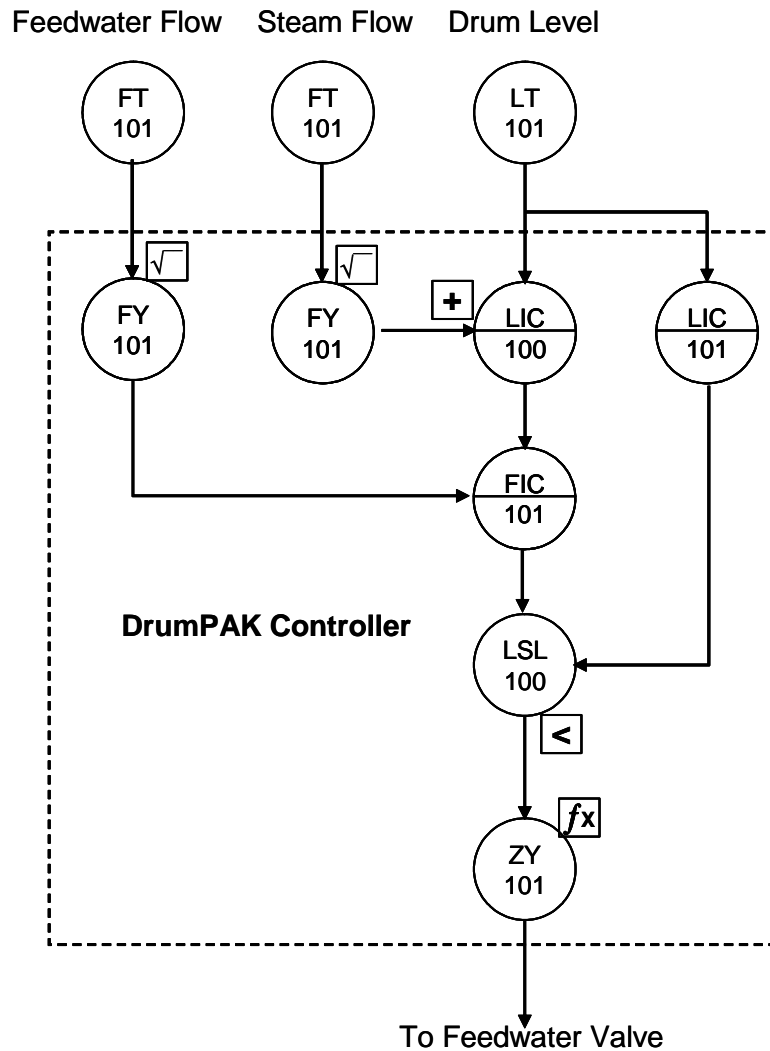 Feedwater Flow
Steam Flow
Drum Level
FT
101
FT
101
LT
101
√
√
+
FY
101
FY
101
LIC
100
LIC
101
FIC
101
DrumPAK Controller
LSL
100
<
fx
ZY
101
To Feedwater Valve